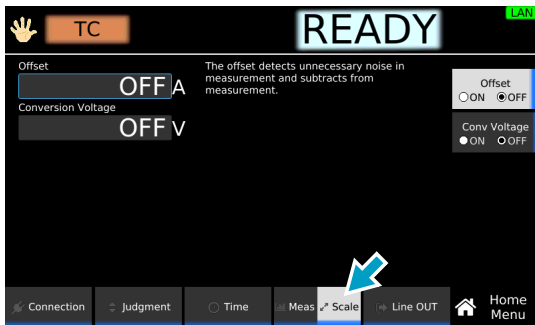 TC
READY
LAN
Offset
OFF A
Conversion Voltage
OFF V
The offset detects unnecessary noise in
measurement and subtracts from
measurement.
Offset
ON OFF
Conv Voltage
ON OFF
Connection
Judgment
Time
Meas
Scale
Line OUT
Home
Menu